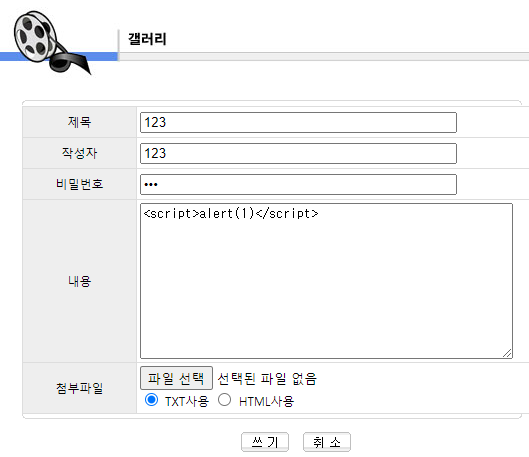 갤러리
제목 123
작성자 123
비밀번호 •••
내용 <script>alert(1)</script>
첨부파일 파일 선택 선택된 파일 없음
TXT사용 HTML사용
쓰 기 취 소